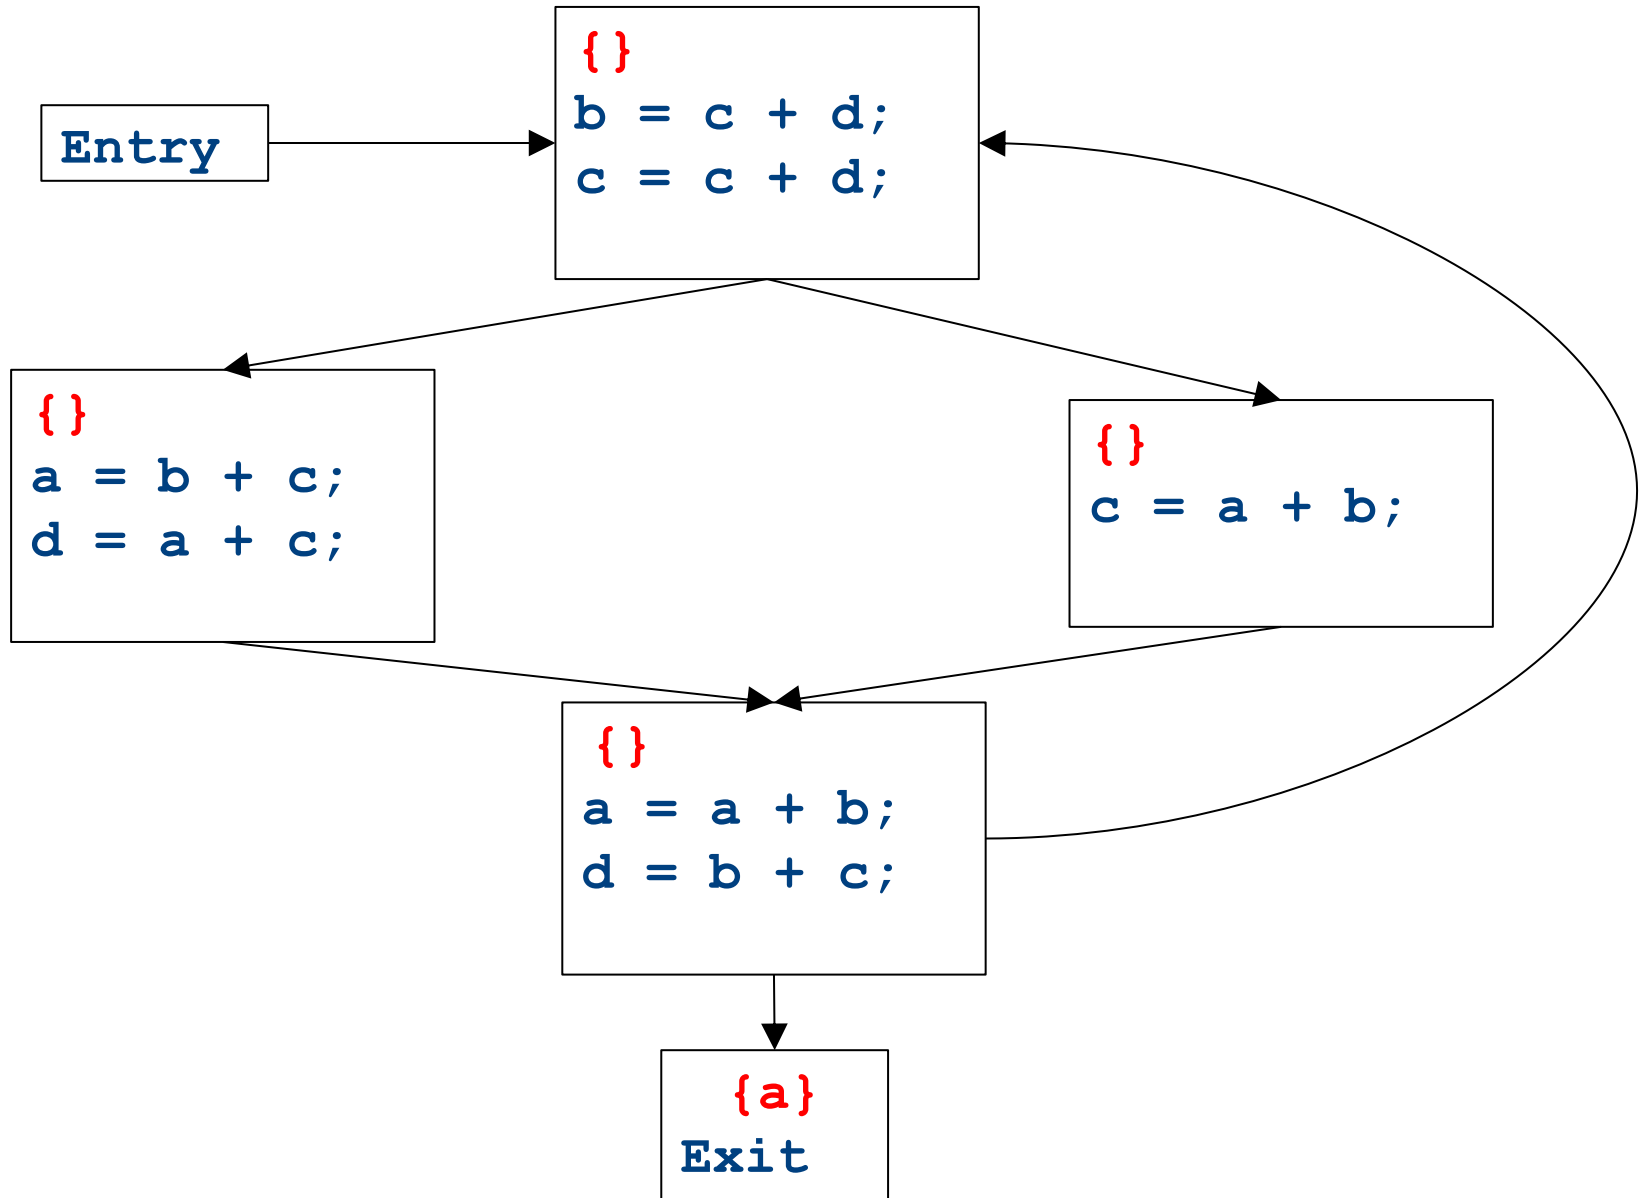 {}
b = c + d;
c = c + d;
Entry
{}
a = b + c;
d = a + c;
{}
c = a + b;
{}
a = a + b;
d = b + c;
{a}
Exit